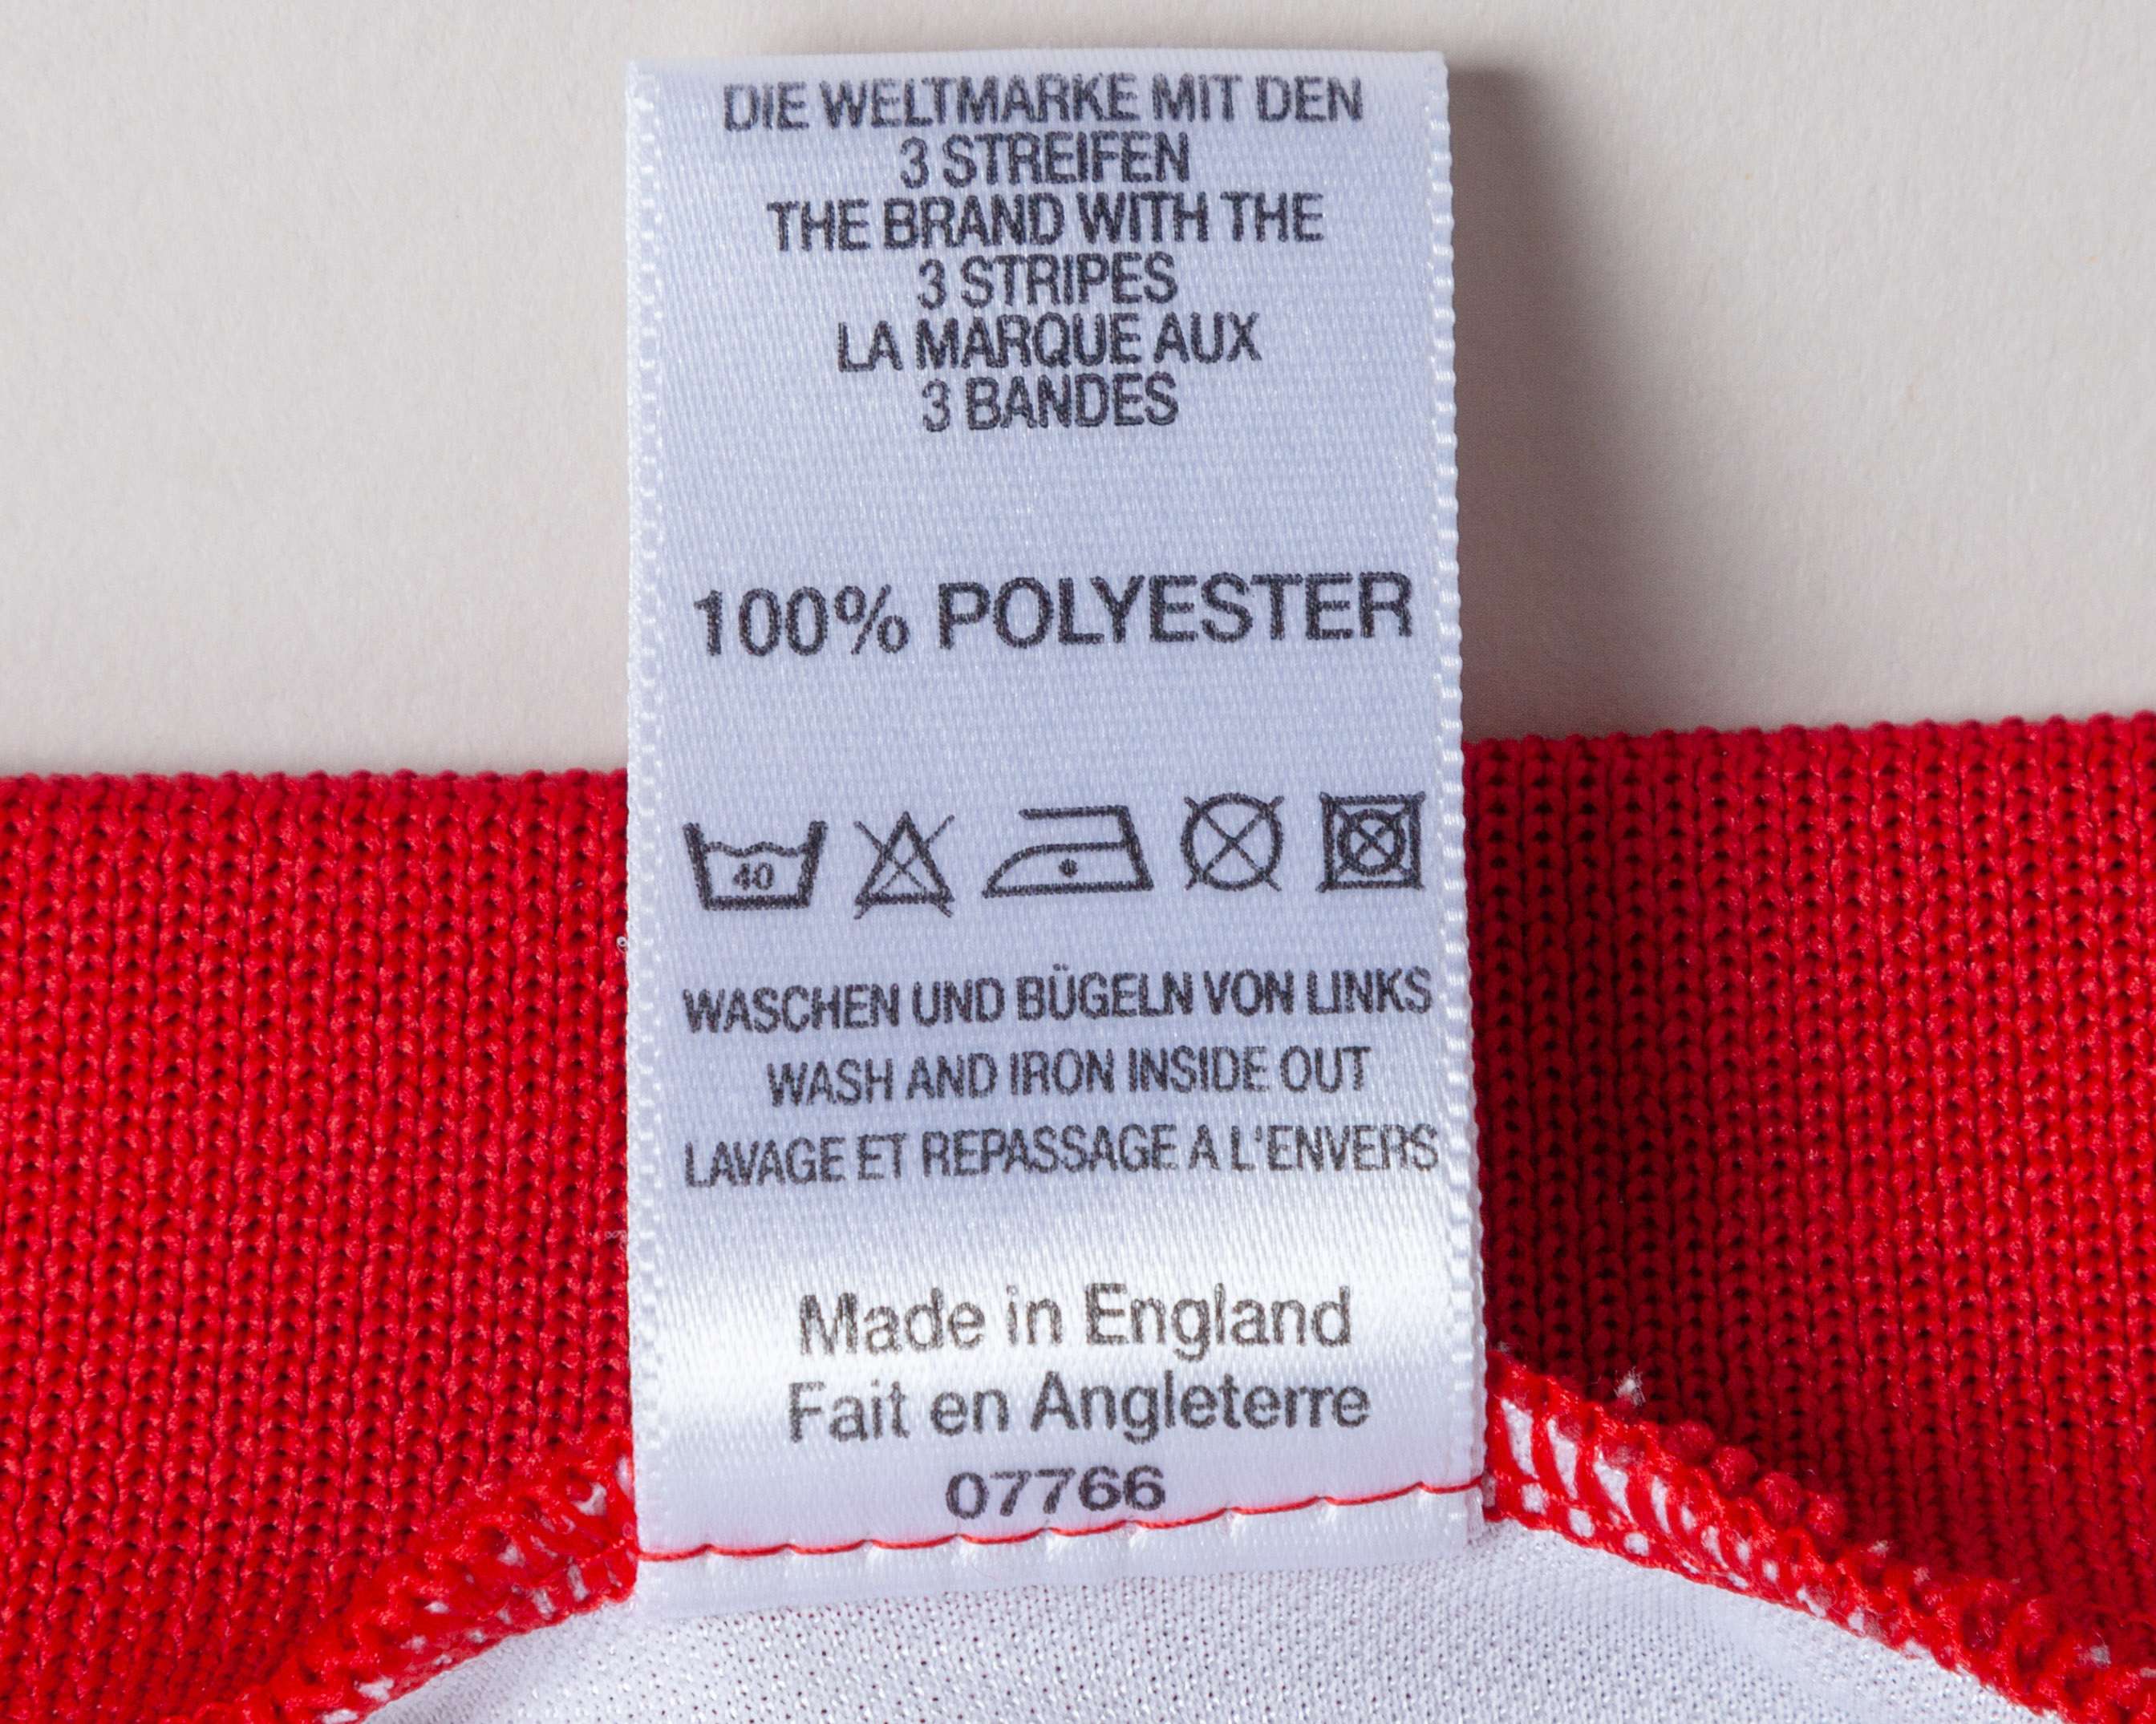 DIE WELTMARKE MIT DEN
3 STREIFEN
THE BRAND WITH THE
3 STRIPES
LA MARQUE AUX
3 BANDES
100% POLYESTER
40
WASCHEN UND BÜGELN VON LINKS
WASH AND IRON INSIDE OUT
LAVAGE ET REPASSAGE A L'ENVERS
Made in England
Fait en Angleterre
07766